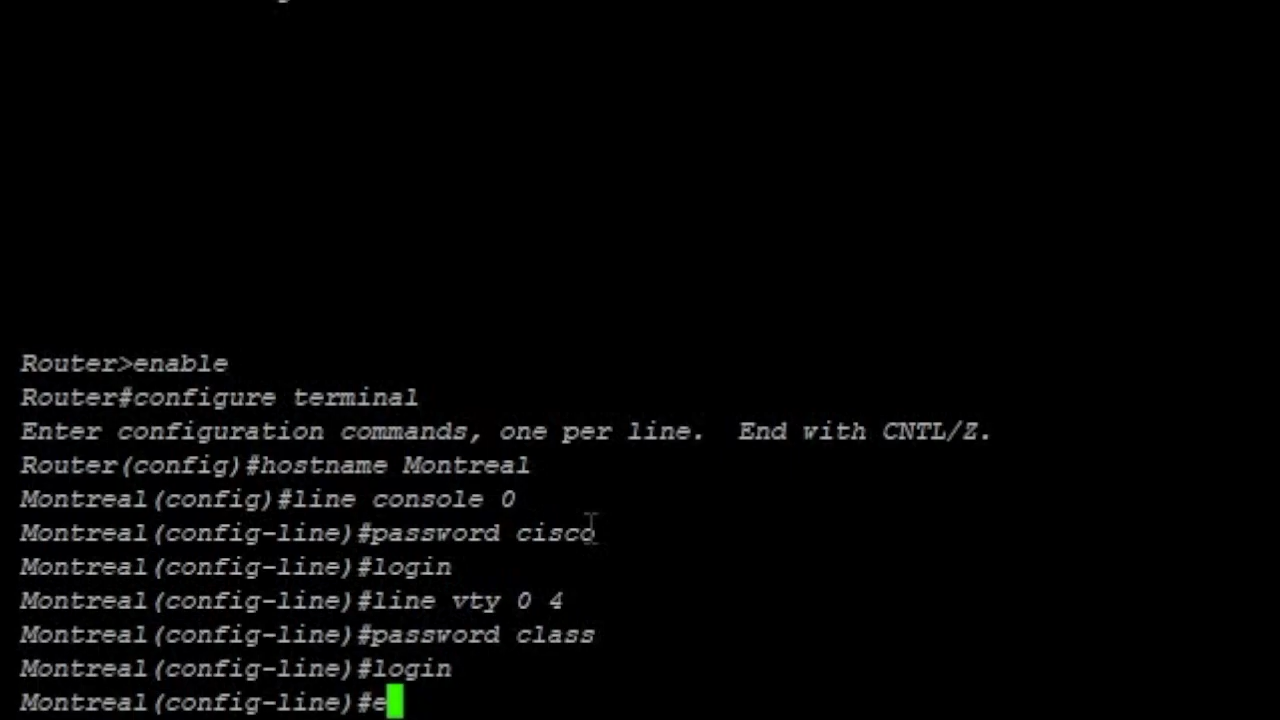 Router>enable
Router#configure terminal
Enter configuration commands, one per line.  End with CNTL/Z.
Router(config)#hostname Montreal
Montreal(config)#line console 0
Montreal(config-line)#password cisco
Montreal(config-line)#login
Montreal(config-line)#line vty 0 4
Montreal(config-line)#password class
Montreal(config-line)#login
Montreal(config-line)#e